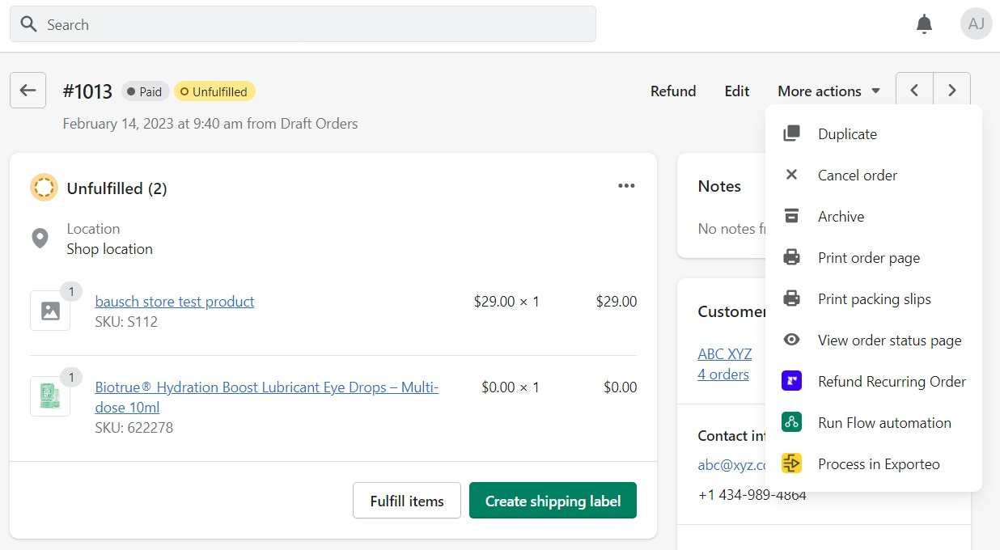 Search
AJ
#1013
Paid
Unfulfilled
Refund
Edit
More actions
February 14, 2023 at 9:40 am from Draft Orders
Duplicate
Cancel order
Archive
Print order page
Print packing slips
View order status page
Refund Recurring Order
Run Flow automation
Process in Exporteo
Unfulfilled (2)
Location
Shop location
1
bausch store test product
$29.00 × 1
$29.00
SKU: S112
1
Biotrue® Hydration Boost Lubricant Eye Drops – Multi-
dose 10ml
$0.00 × 1
$0.00
SKU: 622278
Fulfill items
Create shipping label
Notes
No notes
Customer
ABC XYZ
4 orders
Contact
abc@xyz.co
+1 434-989-4864